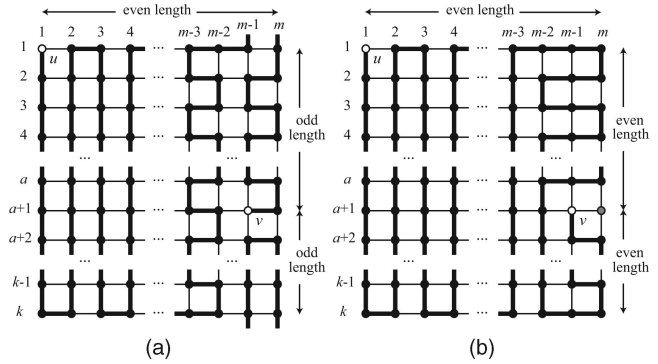 even length
even length
1 2 3 4 ... m-3 m-2 m-1 m
1 2 3 4 ... m-3 m-2 m-1 m
1 u ...
1 u ...
2 ...
2 ...
3 ...
3 ...
4 ...
4 ...
odd length
even length
... ...
... ...
a ...
a ...
a+1 ... v
a+1 ... v
a+2 ...
a+2 ...
odd length
even length
... ...
... ...
k-1 ...
k-1 ...
k ...
k ...
(a)
(b)